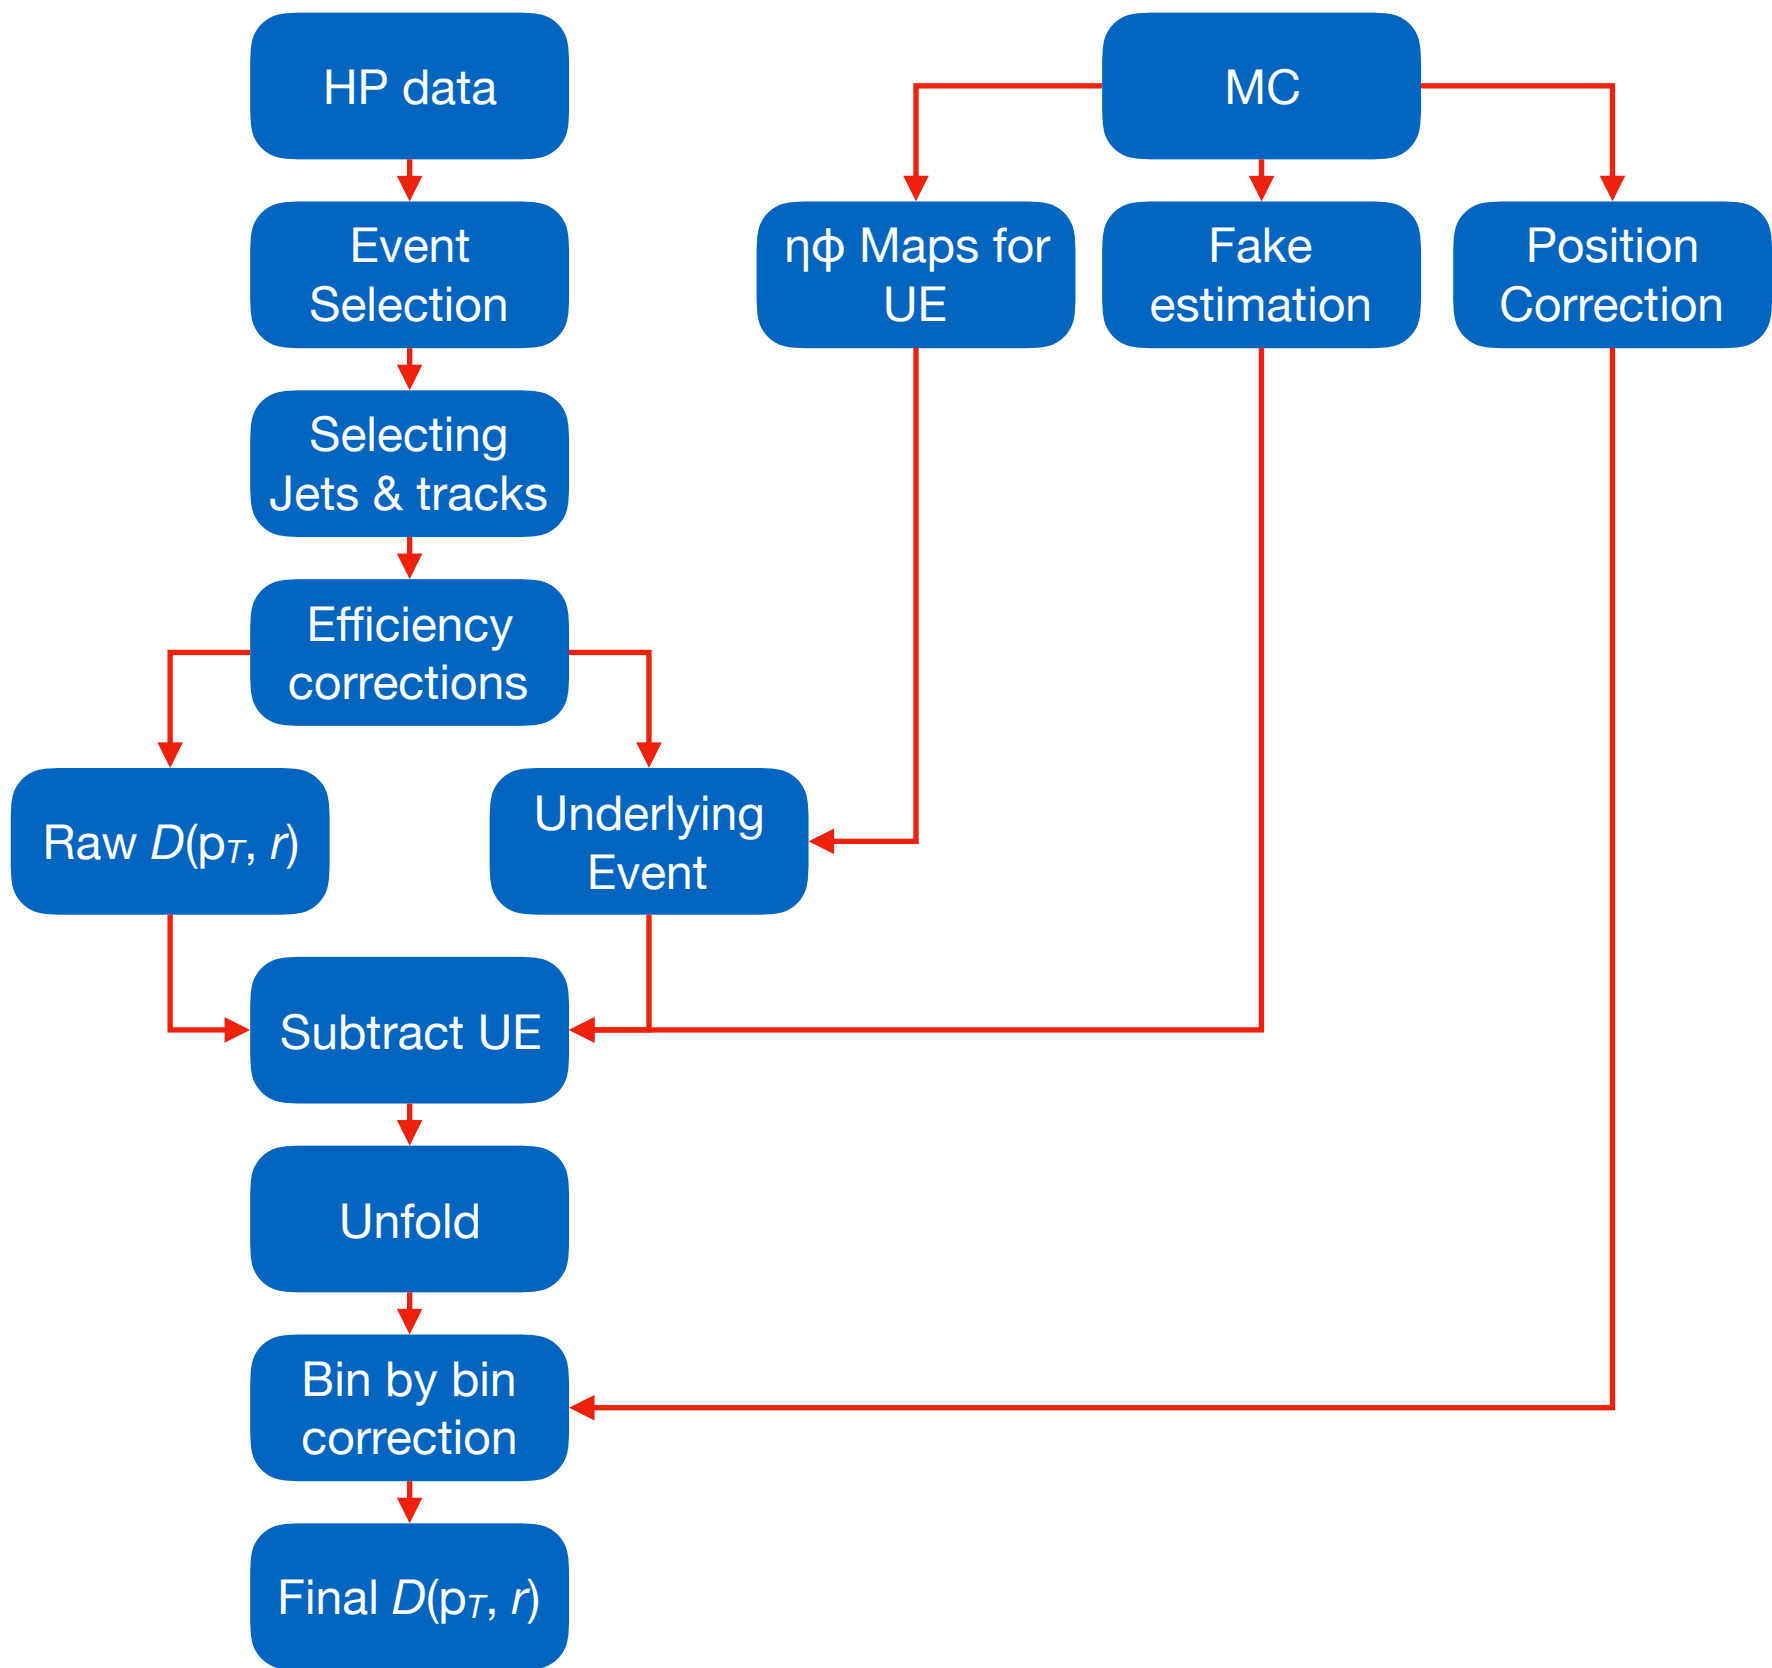 HP data
MC
Event
Selection
ηϕ Maps for
UE
Fake
estimation
Position
Correction
Selecting
Jets & tracks
Efficiency
corrections
Raw D(pT, r)
Underlying
Event
Subtract UE
Unfold
Bin by bin
correction
Final D(pT, r)